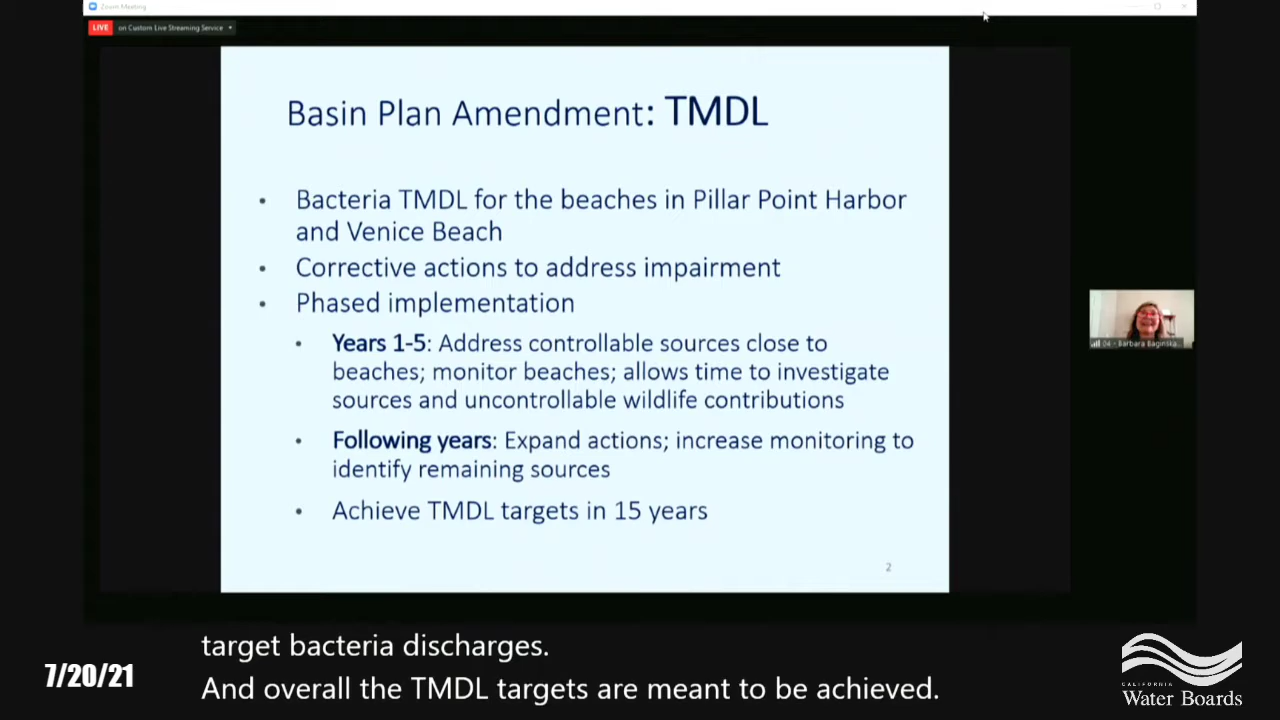 Zoom Meeting
LIVE on Custom Live Streaming Service
Basin Plan Amendment: TMDL
• Bacteria TMDL for the beaches in Pillar Point Harbor
and Venice Beach
• Corrective actions to address impairment
• Phased implementation
• Years 1-5: Address controllable sources close to
beaches; monitor beaches; allows time to investigate
sources and uncontrollable wildlife contributions
• Following years: Expand actions; increase monitoring to
identify remaining sources
• Achieve TMDL targets in 15 years
2
04 - Barbara Baginska...
target bacteria discharges.
And overall the TMDL targets are meant to be achieved.
7/20/21
CALIFORNIA
Water Boards